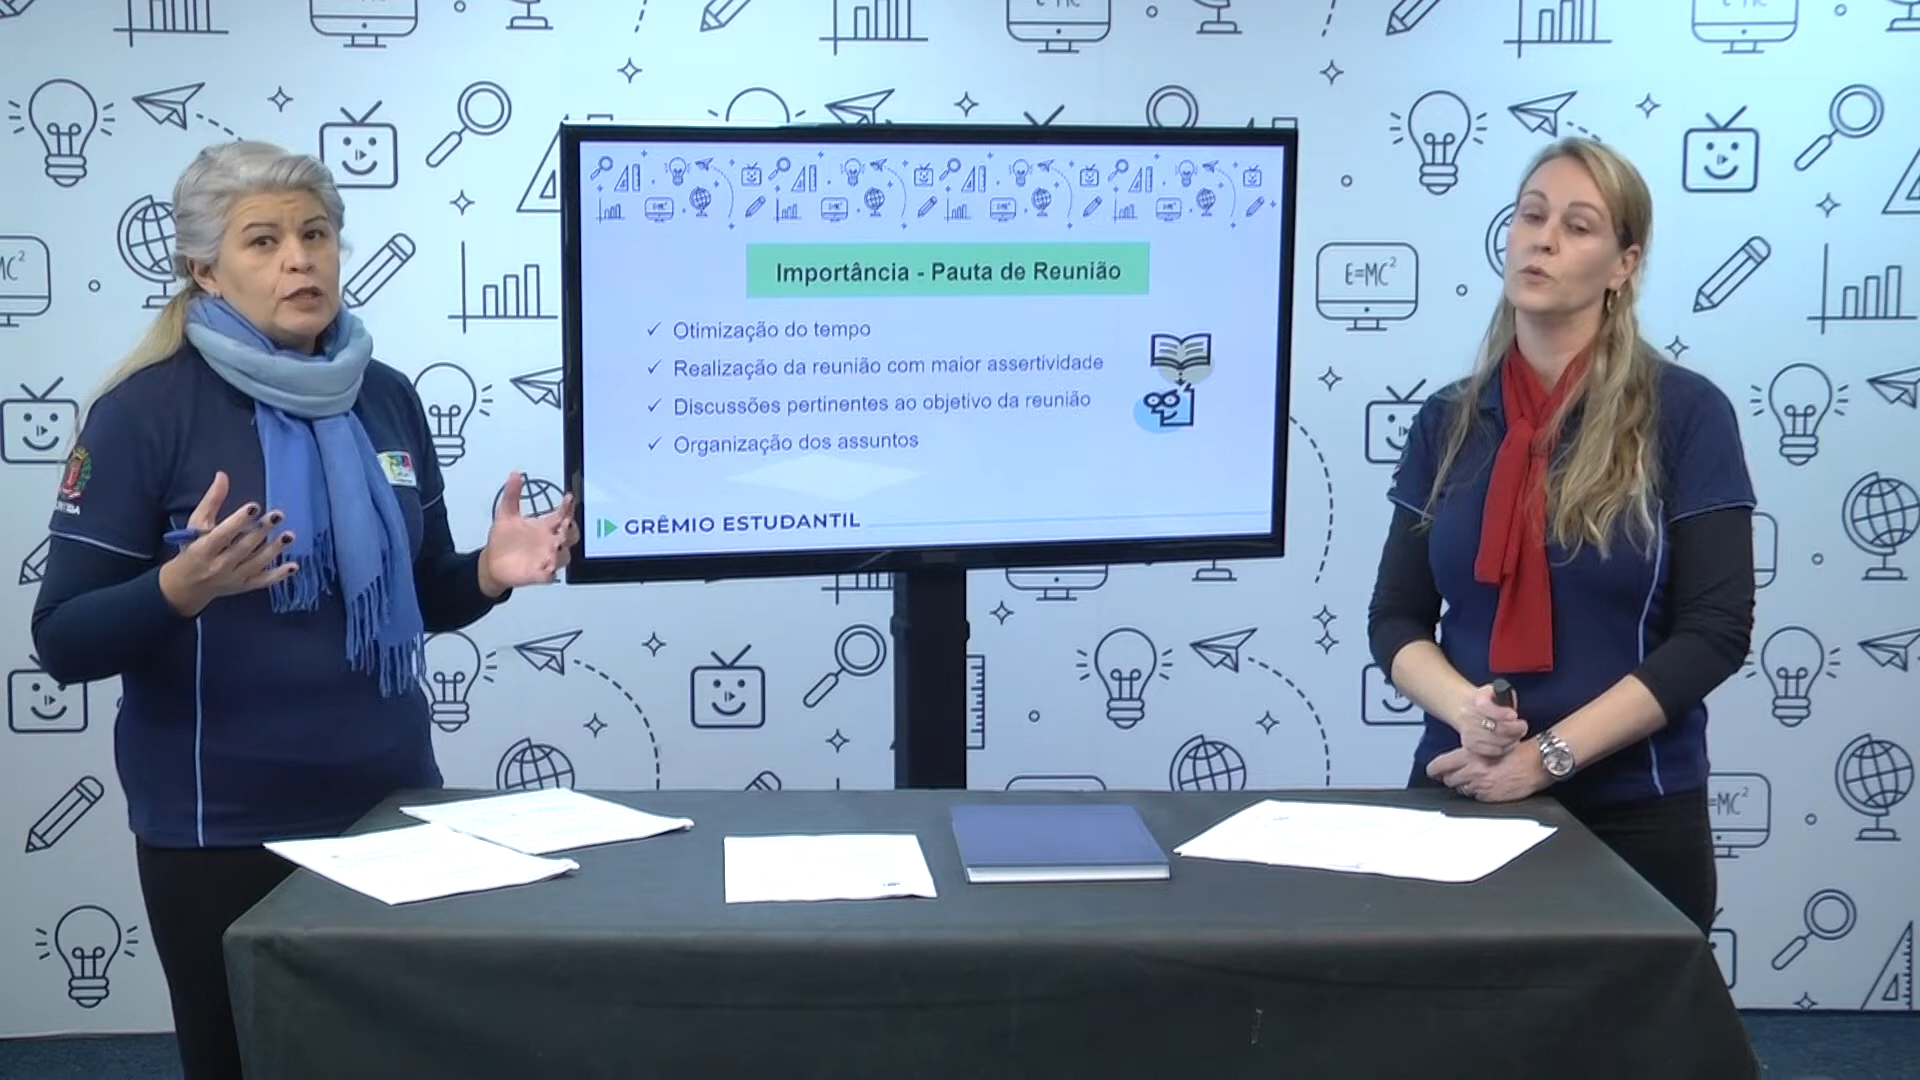 Importância - Pauta de Reunião
✓ Otimização do tempo
✓ Realização da reunião com maior assertividade
✓ Discussões pertinentes ao objetivo da reunião
✓ Organização dos assuntos
GRÊMIO ESTUDANTIL
E=MC²